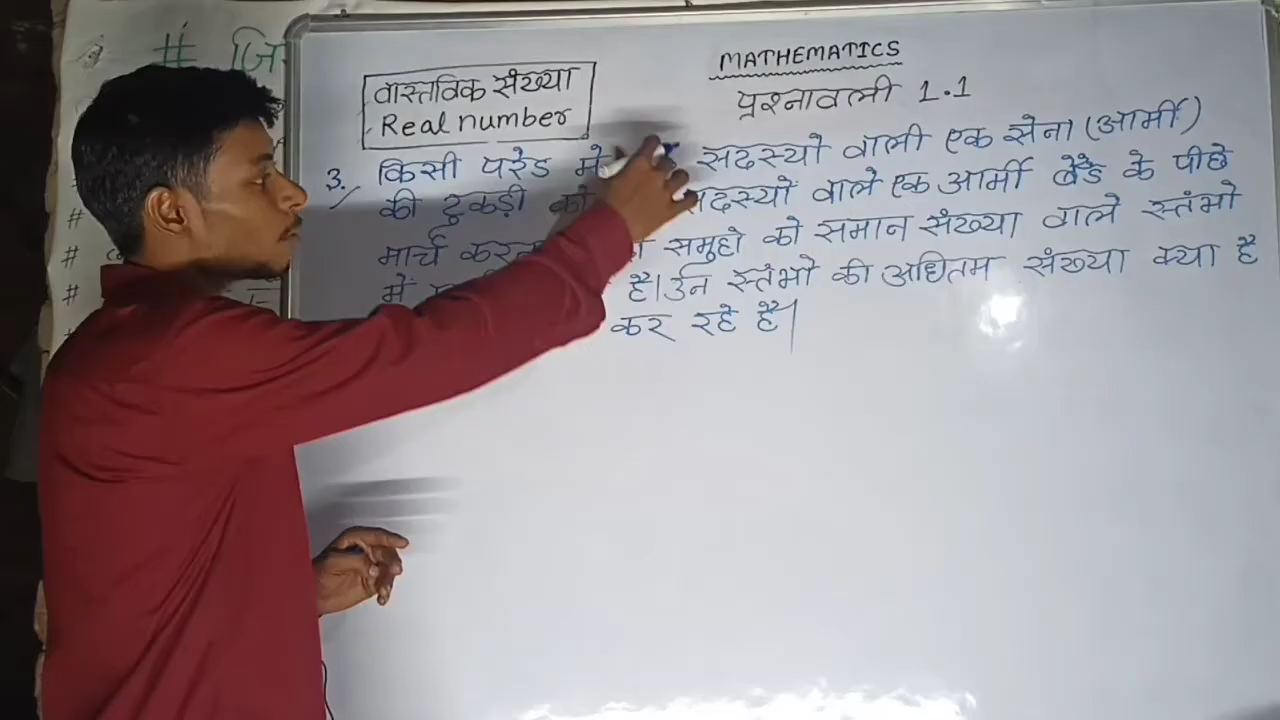 # जि
MATHEMATICS
वास्तविक संख्या
Real number
प्रश्नावली 1.1
3. किसी परेड मे सदस्यो वाली एक सेना (आर्मी)
की टुकड़ी को सदस्यो वाले एक आर्मी बैंड के पीछे
मार्च करना समुहो को समान संख्या वाले स्तंभो
में है। उन स्तंभो की अधितम संख्या क्या है
कर रहे है।
#
#
#